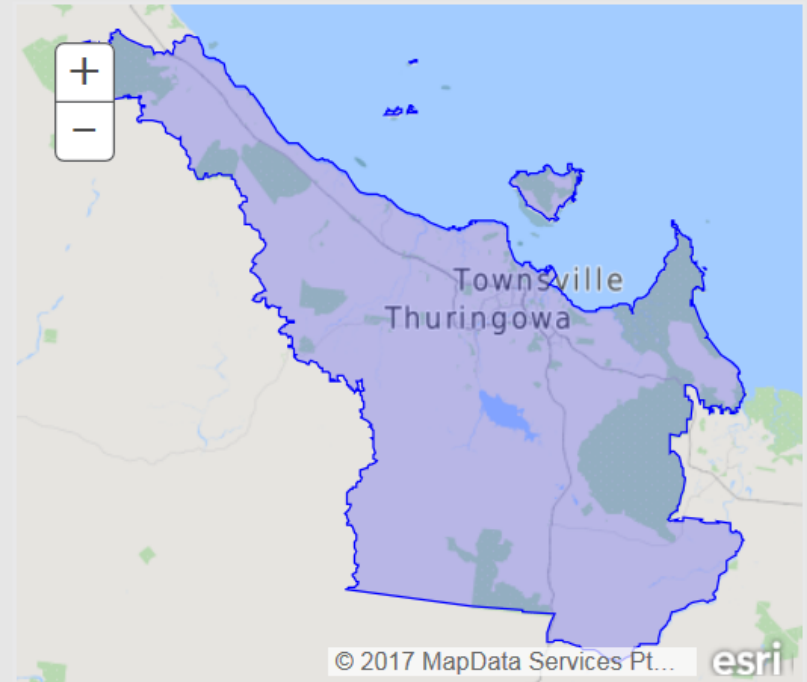 +
−
Townsville
Thuringowa
© 2017 MapData Services Pt...
esri